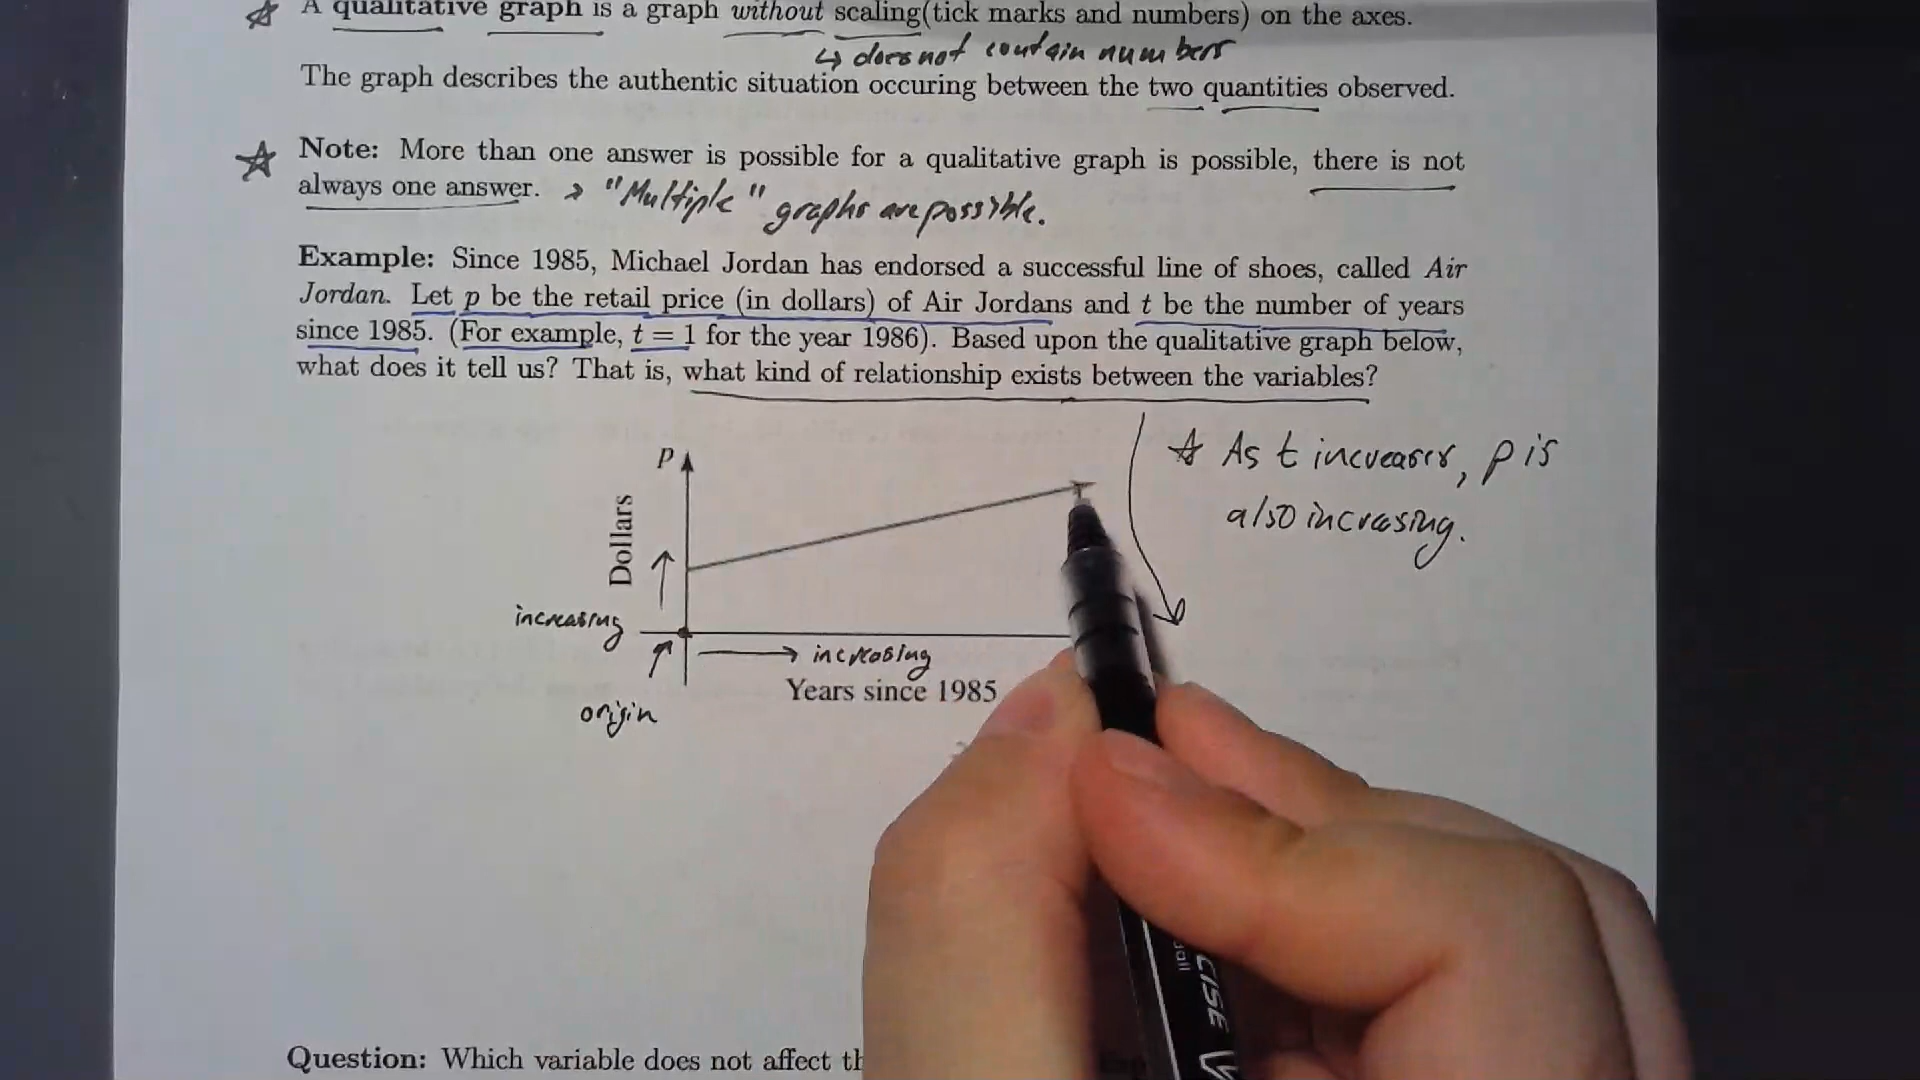 A qualitative graph is a graph without scaling(tick marks and numbers) on the axes.
↳ does not contain numbers
The graph describes the authentic situation occuring between the two quantities observed.
Note: More than one answer is possible for a qualitative graph is possible, there is not
always one answer. → "Multiple" graphs are possible.
Example: Since 1985, Michael Jordan has endorsed a successful line of shoes, called Air
Jordan. Let p be the retail price (in dollars) of Air Jordans and t be the number of years
since 1985. (For example, t = 1 for the year 1986). Based upon the qualitative graph below,
what does it tell us? That is, what kind of relationship exists between the variables?
p
Dollars
increasing
origin
increasing
Years since 1985
As t increases, p is
also increasing.
Question: Which variable does not affect
CISE V